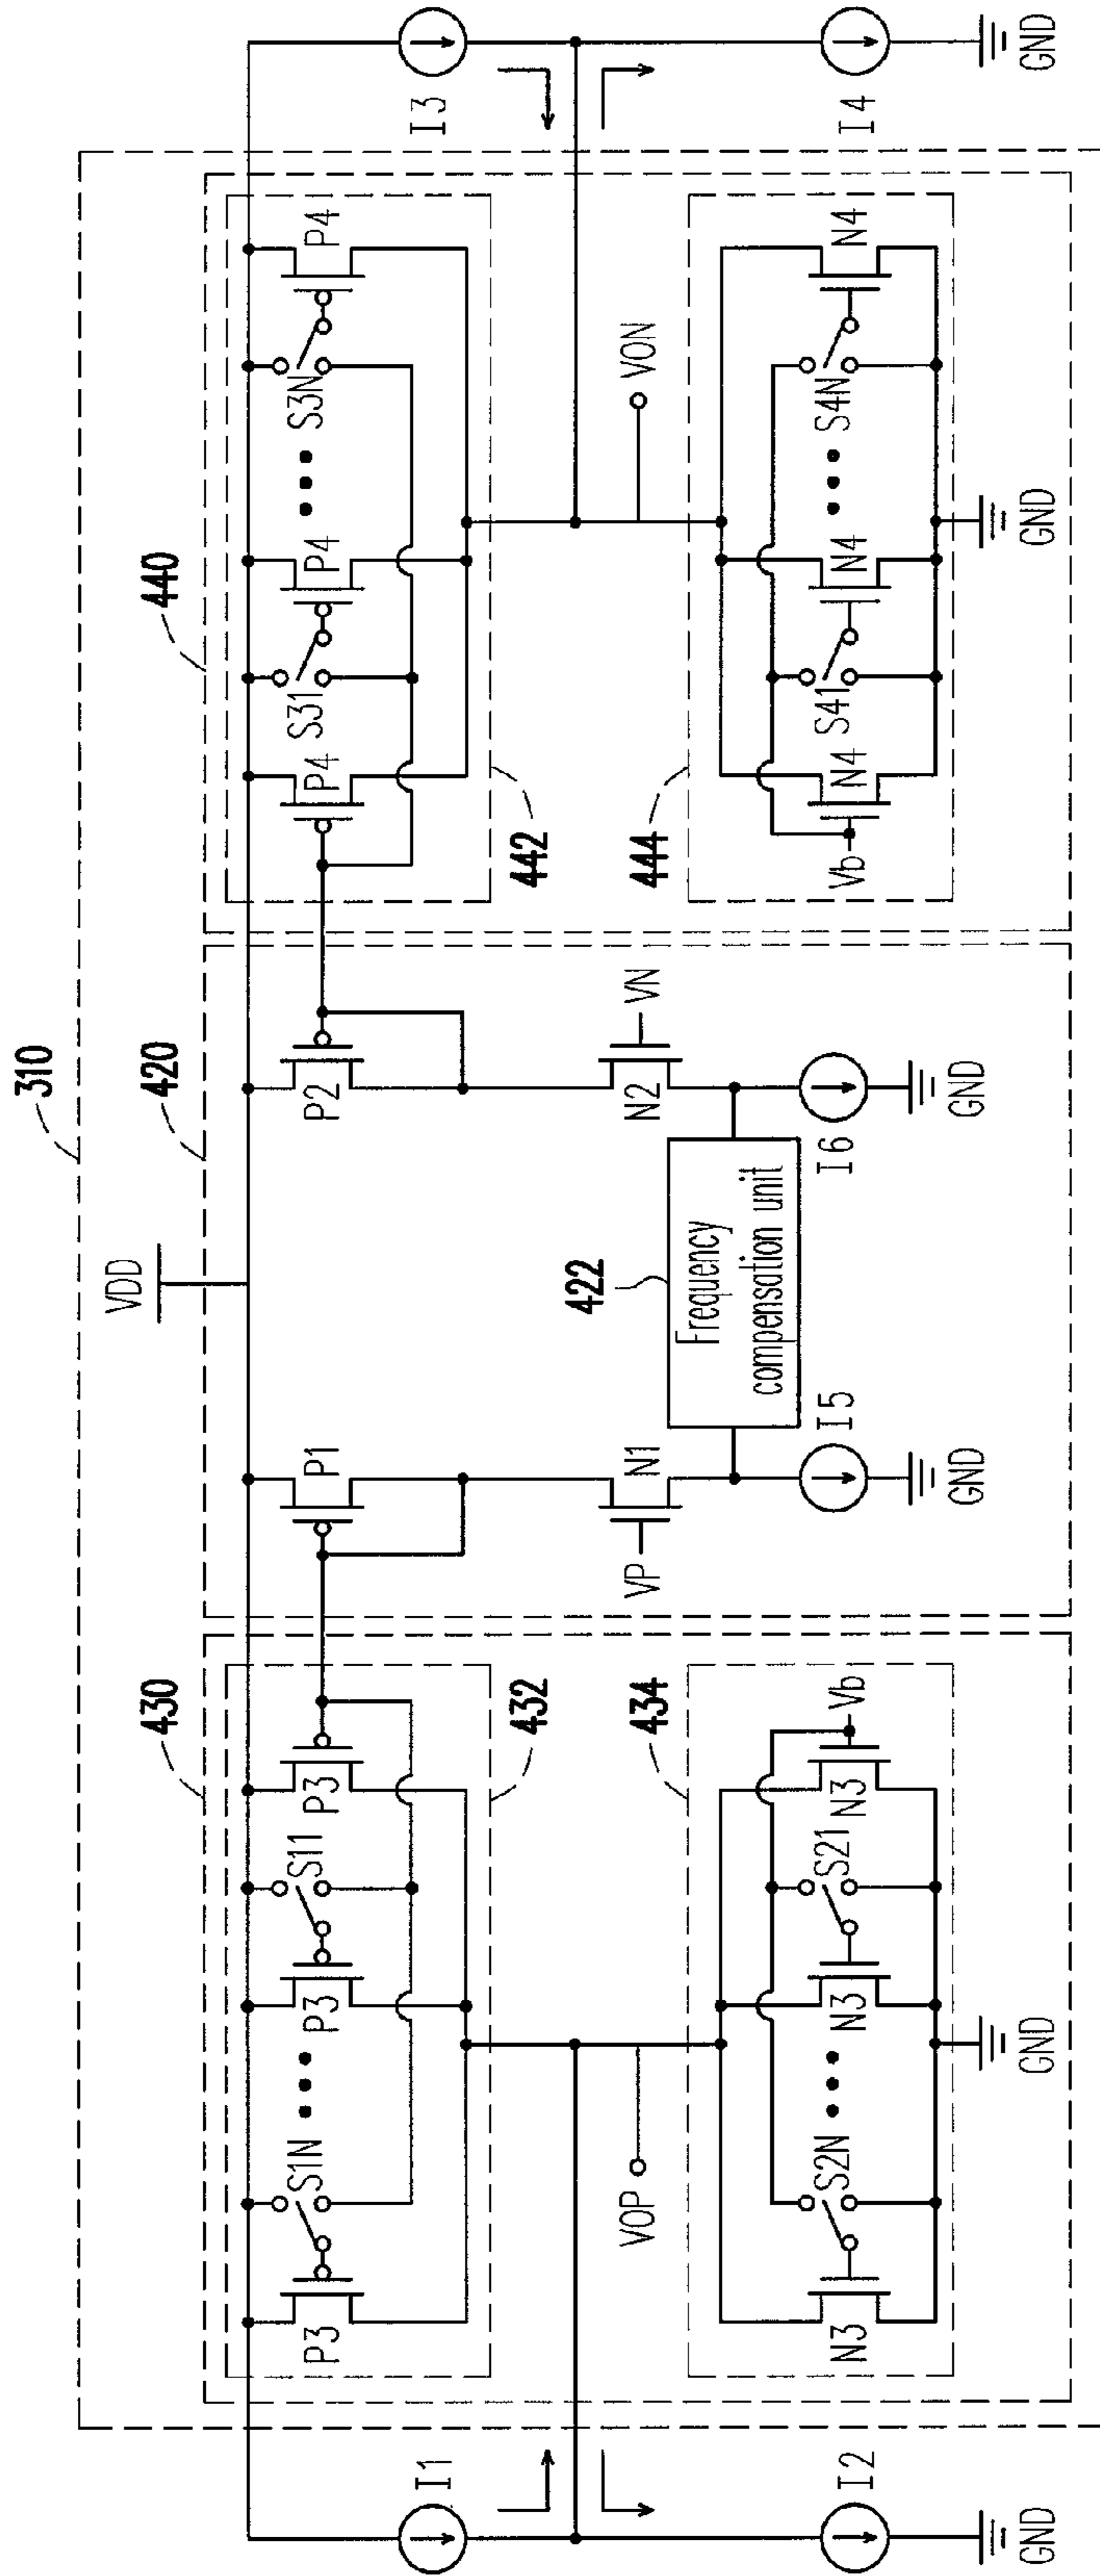 310
VDD
430
420
440
P3
S1N
P3
S11
P3
P1
P2
P4
S31
P4
S3N
P4
I1
432
442
I3
VOP
VP
N1
N2
VN
VON
434
422
Frequency
compensation unit
444
I2
N3
S2N
N3
S21
N3
Vb
I5
I6
Vb
N4
S41
N4
S4N
N4
I4
GND
GND
GND
GND
GND
GND